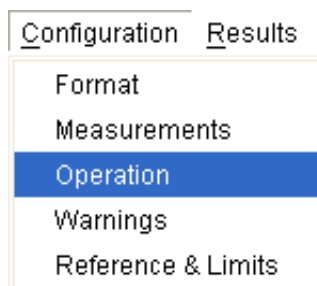 Configuration Results
Format
Measurements
Operation
Warnings
Reference & Limits